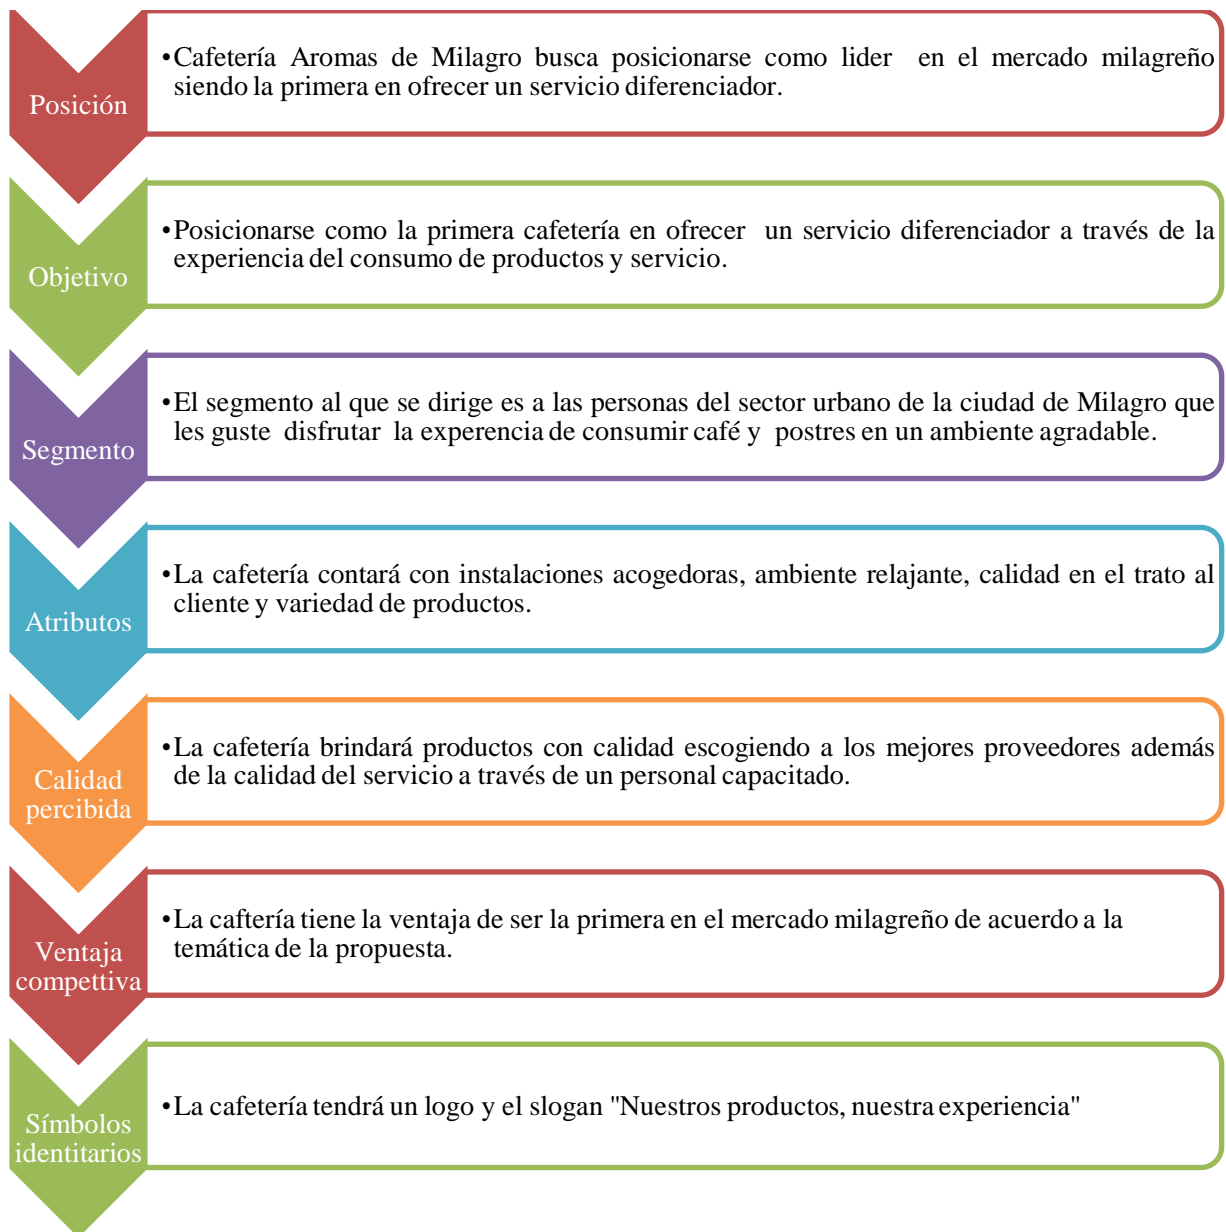 Posición
•Cafetería Aromas de Milagro busca posicionarse como lider en el mercado milagreño
siendo la primera en ofrecer un servicio diferenciador.
Objetivo
•Posicionarse como la primera cafetería en ofrecer un servicio diferenciador a través de la
experiencia del consumo de productos y servicio.
Segmento
•El segmento al que se dirige es a las personas del sector urbano de la ciudad de Milagro que
les guste disfrutar la experencia de consumir café y postres en un ambiente agradable.
Atributos
•La cafetería contará con instalaciones acogedoras, ambiente relajante, calidad en el trato al
cliente y variedad de productos.
Calidad
percibida
•La cafetería brindará productos con calidad escogiendo a los mejores proveedores además
de la calidad del servicio a través de un personal capacitado.
Ventaja
compettiva
•La caftería tiene la ventaja de ser la primera en el mercado milagreño de acuerdo a la
temática de la propuesta.
Símbolos
identitarios
•La cafetería tendrá un logo y el slogan "Nuestros productos, nuestra experiencia"